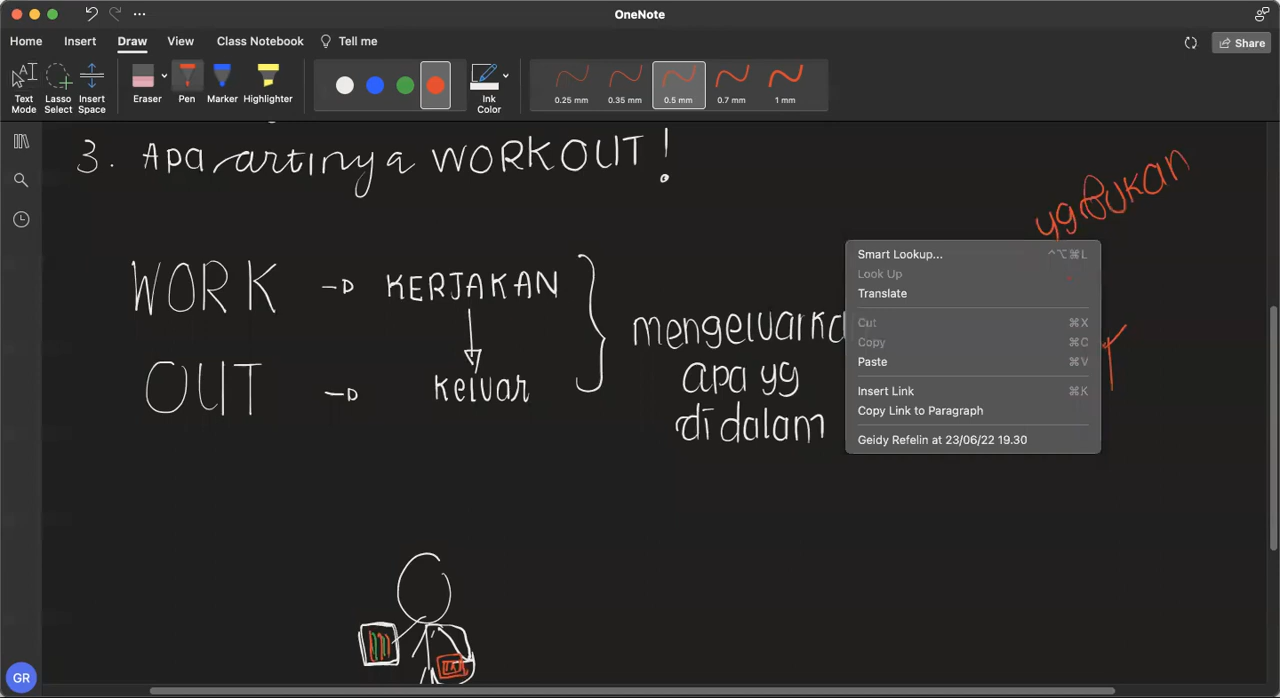 OneNote
Home Insert Draw View Class Notebook Tell me
Share
Text Mode
Lasso Select
Insert Space
Eraser
Pen
Marker
Highlighter
Ink Color
0.25 mm
0.35 mm
0.5 mm
0.7 mm
1 mm
3. Apa artinya WORKOUT!
yg Bukan
WORK → KERJAKAN
OUT → Keluar
mengeluarka
apa yg
didalam
Smart Lookup... ^⌥⌘L
Look Up
Translate
Cut ⌘X
Copy ⌘C
Paste ⌘V
Insert Link ⌘K
Copy Link to Paragraph
Geidy Refelin at 23/06/22 19.30
GR